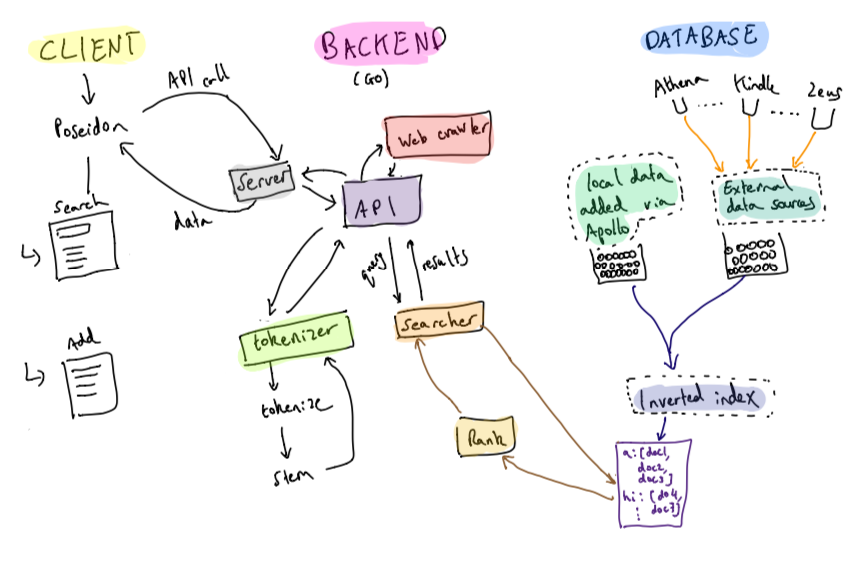 CLIENT
Poseidon
Search
Add
API call
data
BACKEND
(GO)
Server
Web crawler
API
query
results
tokenizer
tokenize
stem
Searcher
Rank
DATABASE
Athena
Kindle
Zeus
local data
added via
Apollo
External
data sources
Inverted index
a: [doc1,
doc2,
doc3]
hi: [do4,
doc7]